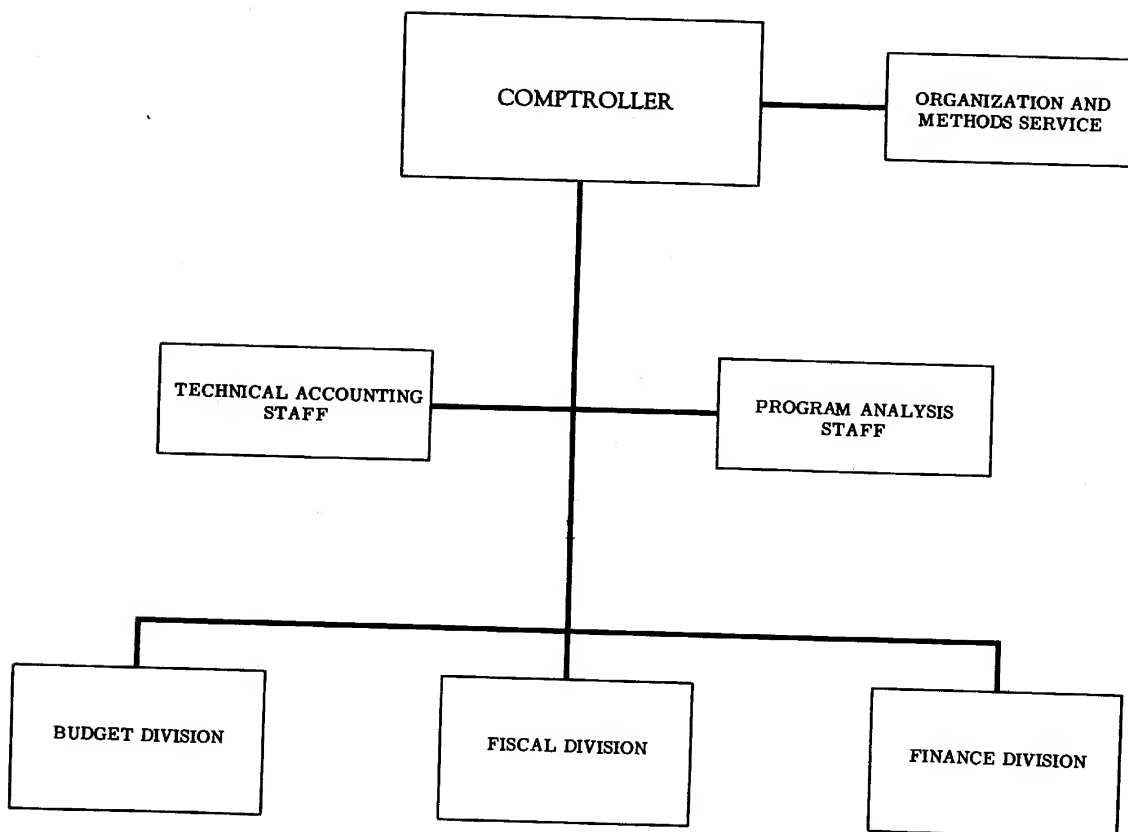 COMPTROLLER
ORGANIZATION AND
METHODS SERVICE
TECHNICAL ACCOUNTING
STAFF
PROGRAM ANALYSIS
STAFF
BUDGET DIVISION
FISCAL DIVISION
FINANCE DIVISION